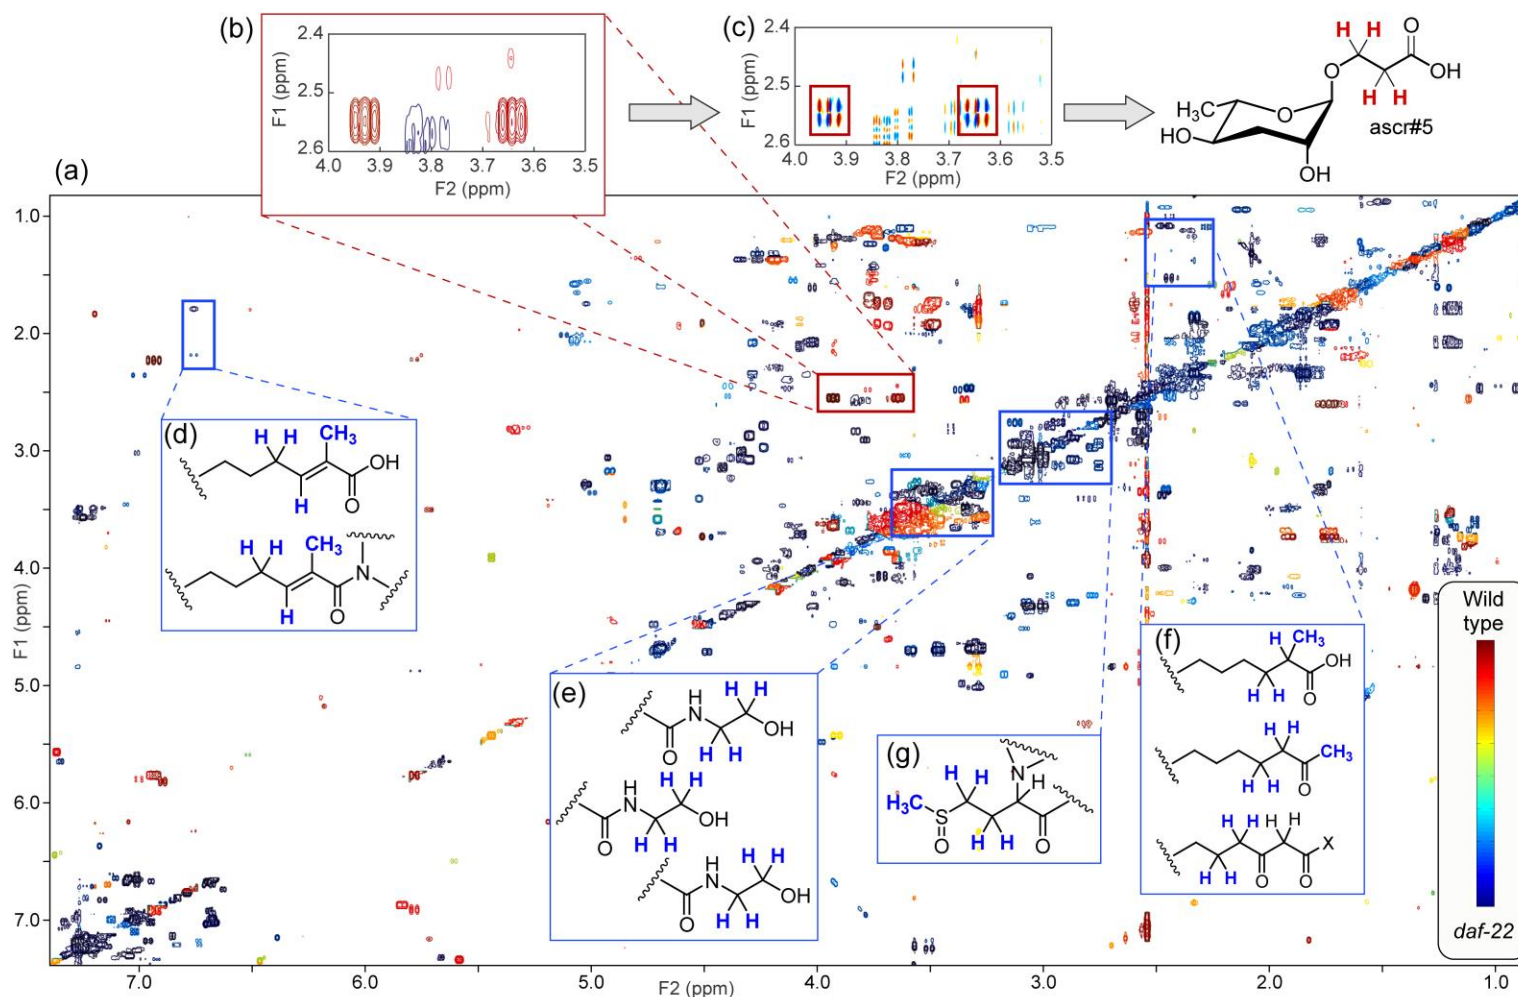 (b)
2.4
2.5
2.6
F1 (ppm)
4.0 3.9 3.8 3.7 3.6 3.5
F2 (ppm)
(c)
2.4
2.5
2.6
F1 (ppm)
4.0 3.9 3.8 3.7 3.6 3.5
F2 (ppm)
H H O
O OH
H3C O H H
HO ascr#5
OH
(a)
1.0
2.0
3.0
4.0
5.0
6.0
7.0
F1 (ppm)
(d)
H H CH3
OH
H O
H H CH3
N
H O
(e)
H H H
N
OH
O H H
H H H
N
OH
O H H
H H H
N
OH
O H H
(g)
H H N H
H3C
S
O H H O
(f)
H CH3
OH
H H O
H H
CH3
H H O
H H H H
X
H H O O
Wild
type
daf-22
7.0 6.0 5.0 4.0 3.0 2.0 1.0
F2 (ppm)